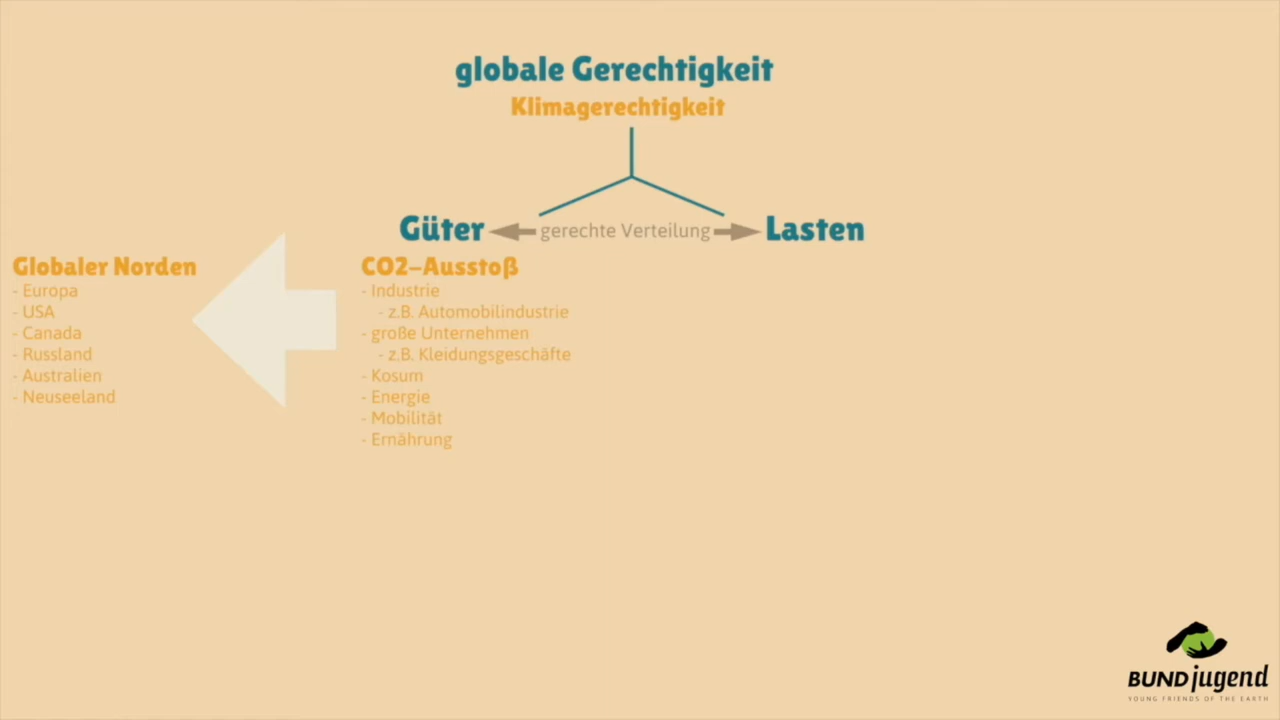 globale Gerechtigkeit
Klimagerechtigkeit
Güter gerechte Verteilung Lasten
Globaler Norden
- Europa
- USA
- Canada
- Russland
- Australien
- Neuseeland
CO2-Ausstoß
- Industrie
- z.B. Automobilindustrie
- große Unternehmen
- z.B. Kleidungsgeschäfte
- Kosum
- Energie
- Mobilität
- Ernährung
BUNDjugend
YOUNG FRIENDS OF THE EARTH